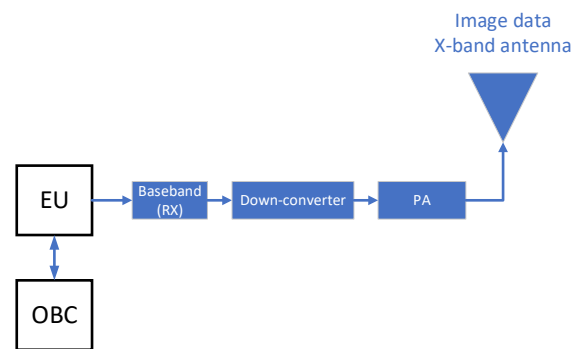 Image data
X-band antenna
EU
Baseband
(RX)
Down-converter
PA
OBC